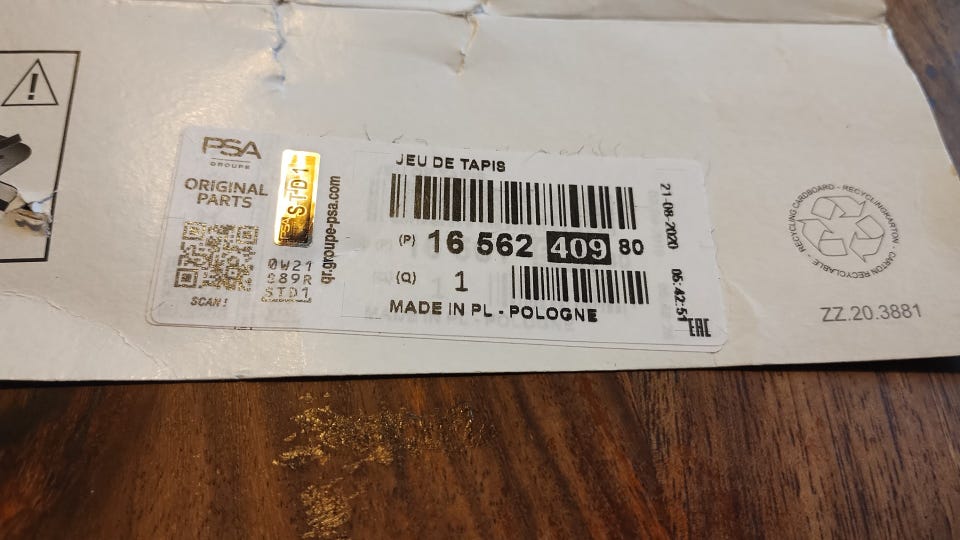 PSA
GROUPE
ORIGINAL
PARTS
SCAN!
0W21
STD1
STD1
qr.groupe-psa.com
JEU DE TAPIS
(P) 16 562 409 80
(Q) 1
MADE IN PL - POLOGNE
21-08-2020 05:42:51
EAC
RECYCLING CARDBOARD - RECYCLINGKARTON - CARTON RECYCLABLE -
ZZ.20.3881